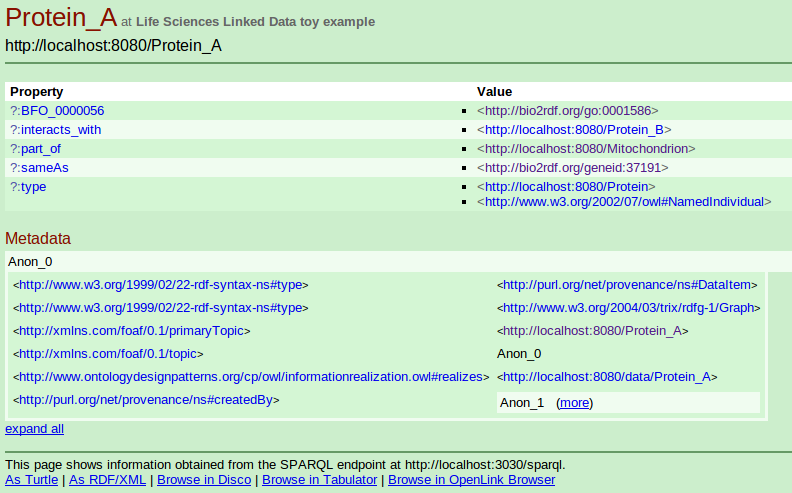 Protein_A at Life Sciences Linked Data toy example
http://localhost:8080/Protein_A
Property Value
?:BFO_0000056 <http://bio2rdf.org/go:0001586>
?:interacts_with <http://localhost:8080/Protein_B>
?:part_of <http://localhost:8080/Mitochondrion>
?:sameAs <http://bio2rdf.org/geneid:37191>
?:type <http://localhost:8080/Protein>
<http://www.w3.org/2002/07/owl#NamedIndividual>
Metadata
Anon_0
<http://www.w3.org/1999/02/22-rdf-syntax-ns#type> <http://purl.org/net/provenance/ns#DataItem>
<http://www.w3.org/1999/02/22-rdf-syntax-ns#type> <http://www.w3.org/2004/03/trix/rdfg-1/Graph>
<http://xmlns.com/foaf/0.1/primaryTopic> <http://localhost:8080/Protein_A>
<http://xmlns.com/foaf/0.1/topic> Anon_0
<http://www.ontologydesignpatterns.org/cp/owl/informationrealization.owl#realizes> <http://localhost:8080/data/Protein_A>
<http://purl.org/net/provenance/ns#createdBy> Anon_1 (more)
expand all
This page shows information obtained from the SPARQL endpoint at http://localhost:3030/sparql.
As Turtle | As RDF/XML | Browse in Disco | Browse in Tabulator | Browse in OpenLink Browser